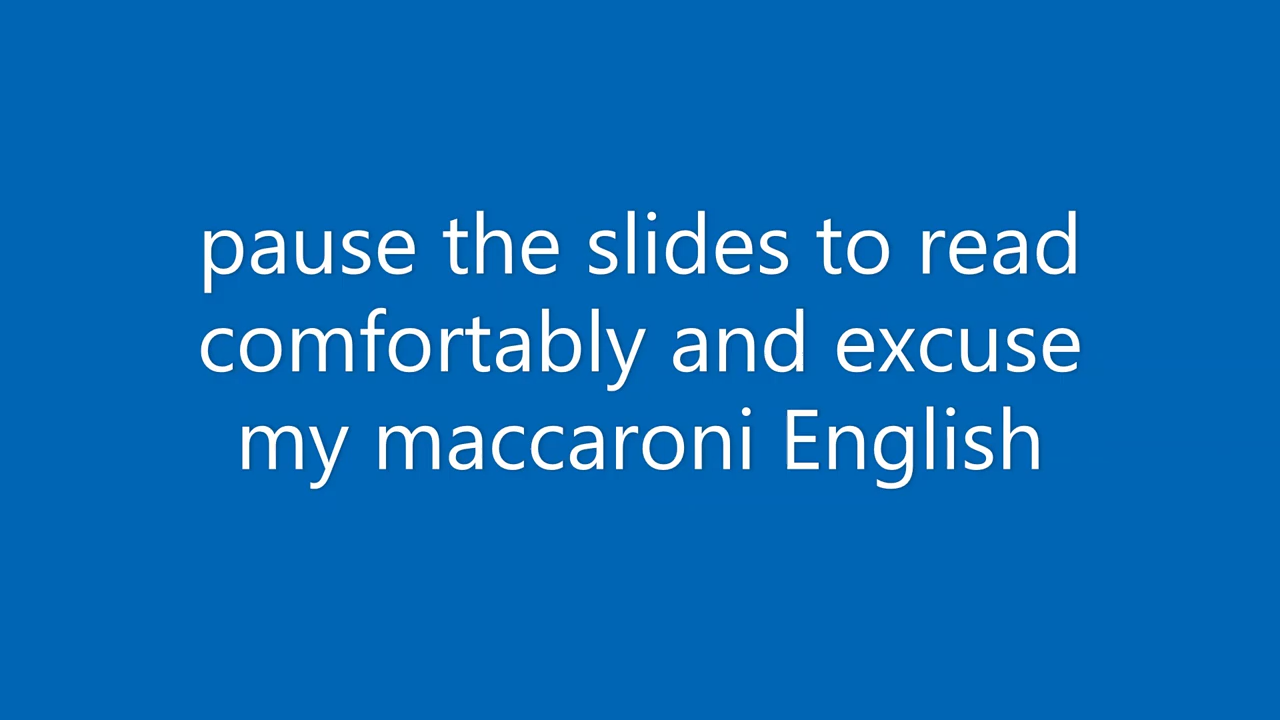 pause the slides to read
comfortably and excuse
my maccaroni English